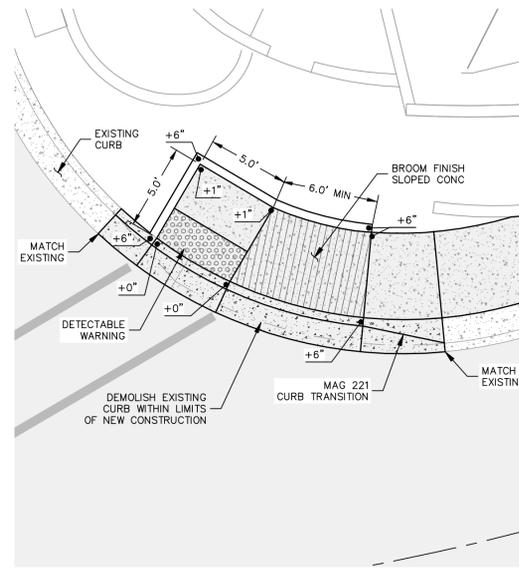 +6"
5.0'
EXISTING
CURB
5.0'
+1"
6.0' MIN
BROOM FINISH
SLOPED CONC
+1"
+6"
MATCH
EXISTING
+6"
+0"
+0"
DETECTABLE
WARNING
+6"
MAG 221
CURB TRANSITION
MATCH
EXISTIN
DEMOLISH EXISTING
CURB WITHIN LIMITS
OF NEW CONSTRUCTION